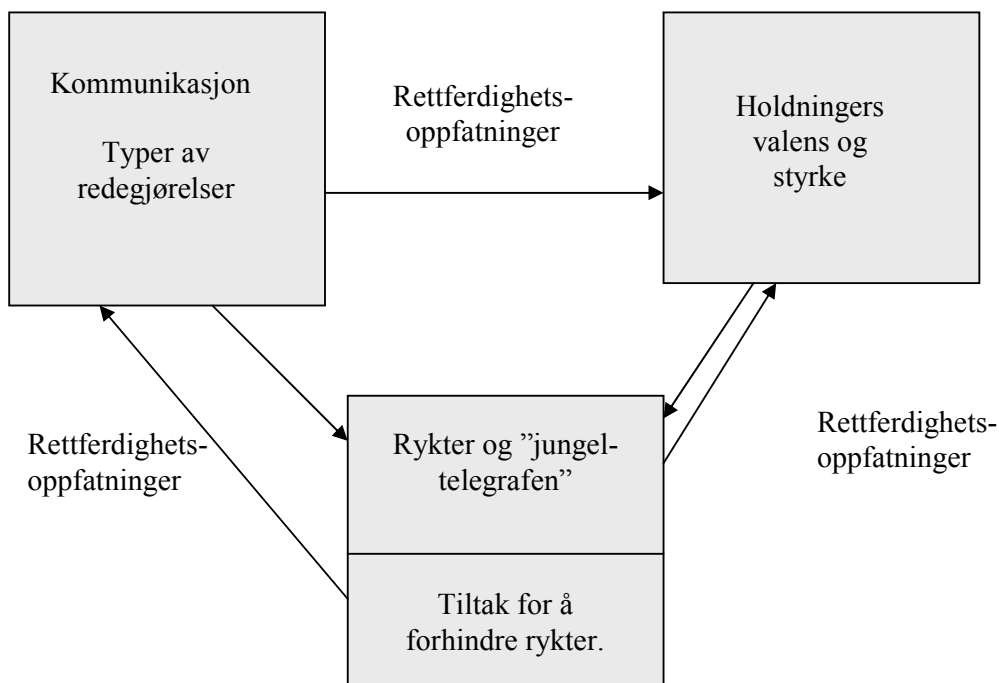 Kommunikasjon
Typer av
redegjørelser
Rettferdighets-
oppfatninger
Holdningers
valens og
styrke
Rettferdighets-
oppfatninger
Rykter og ”jungel-
telegrafen”
Rettferdighets-
oppfatninger
Tiltak for å
forhindre rykter.